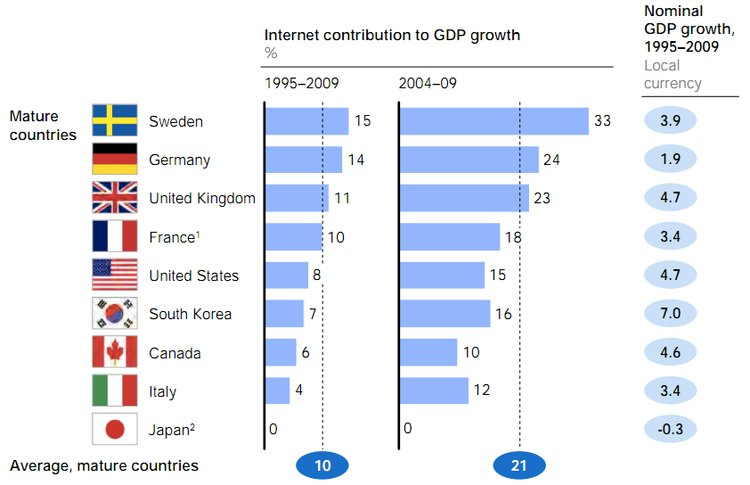 Internet contribution to GDP growth
%
Nominal
GDP growth,
1995–2009
Local
currency
1995–2009 2004–09
Mature
countries
Sweden 15 33 3.9
Germany 14 24 1.9
United Kingdom 11 23 4.7
France¹ 10 18 3.4
United States 8 15 4.7
South Korea 7 16 7.0
Canada 6 10 4.6
Italy 4 12 3.4
Japan² 0 0 -0.3
Average, mature countries 10 21